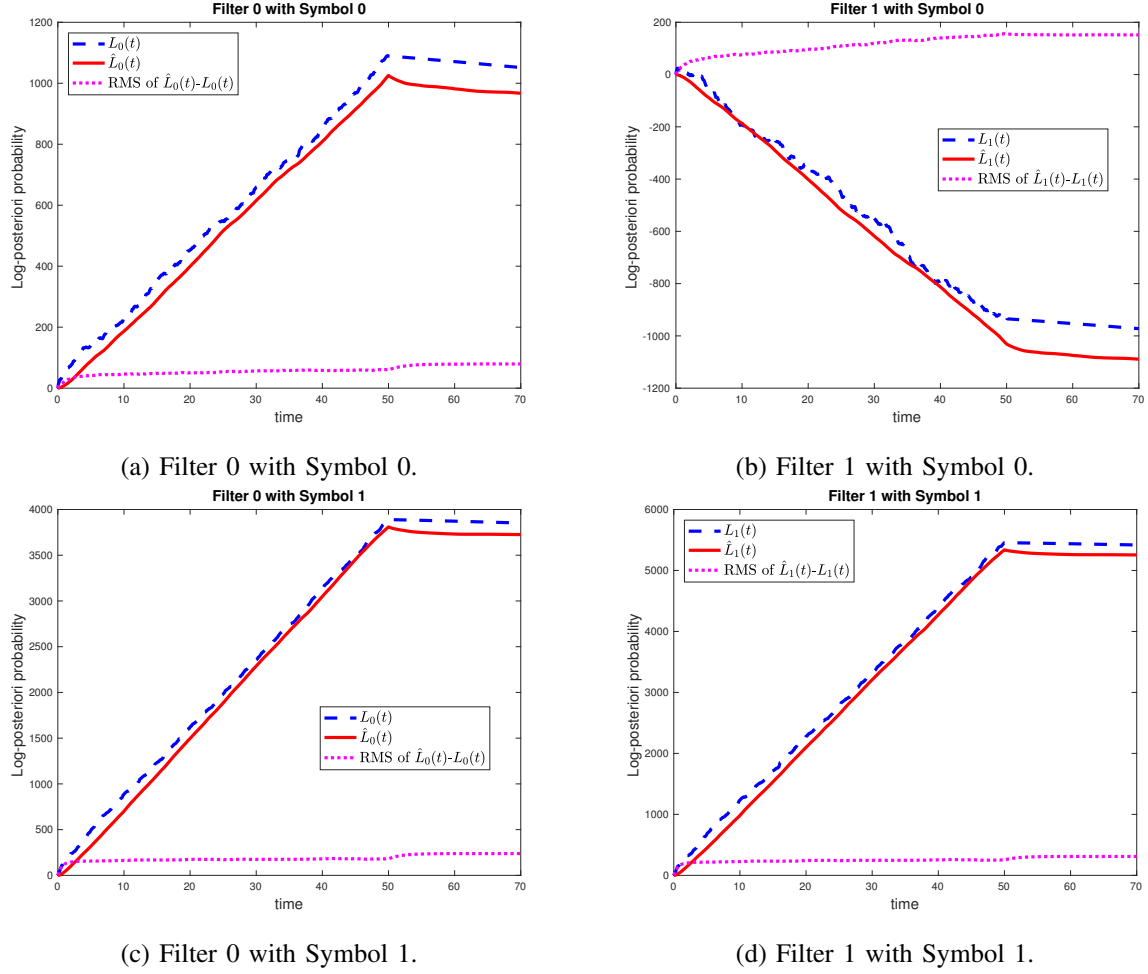 Filter 0 with Symbol 0
Log-posteriori probability
1200
1000
800
600
400
200
0
$L_0(t)$
$\hat{L}_0(t)$
RMS of $\hat{L}_0(t)$-$L_0(t)$
0 10 20 30 40 50 60 70
time
(a) Filter 0 with Symbol 0.
Filter 1 with Symbol 0
Log-posteriori probability
200
0
-200
-400
-600
-800
-1000
-1200
$L_1(t)$
$\hat{L}_1(t)$
RMS of $\hat{L}_1(t)$-$L_1(t)$
0 10 20 30 40 50 60 70
time
(b) Filter 1 with Symbol 0.
Filter 0 with Symbol 1
Log-posteriori probability
4000
3500
3000
2500
2000
1500
1000
500
0
$L_0(t)$
$\hat{L}_0(t)$
RMS of $\hat{L}_0(t)$-$L_0(t)$
0 10 20 30 40 50 60 70
time
(c) Filter 0 with Symbol 1.
Filter 1 with Symbol 1
Log-posteriori probability
6000
5000
4000
3000
2000
1000
0
$L_1(t)$
$\hat{L}_1(t)$
RMS of $\hat{L}_1(t)$-$L_1(t)$
0 10 20 30 40 50 60 70
time
(d) Filter 1 with Symbol 1.